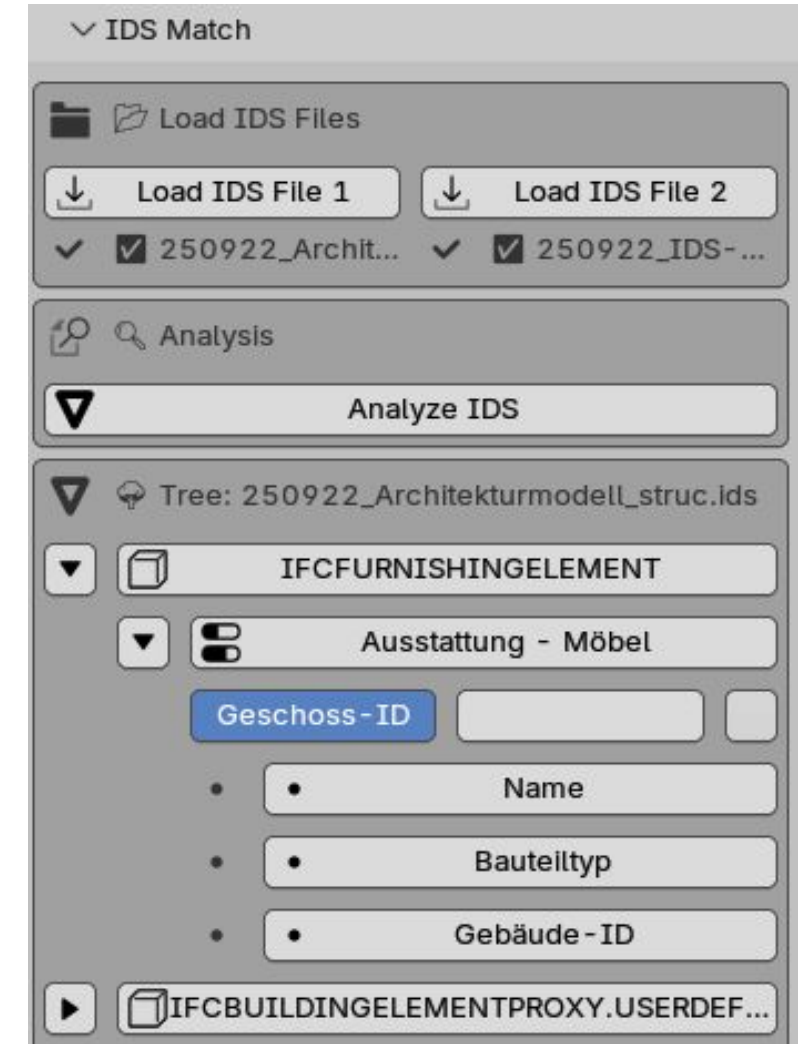 IDS Match
Load IDS Files
Load IDS File 1 Load IDS File 2
250922_Archit... 250922_IDS-...
Analysis
Analyze IDS
Tree: 250922_Architekturmodell_struc.ids
IFCFURNISHINGELEMENT
Ausstattung - Möbel
Geschoss-ID
Name
Bauteiltyp
Gebäude-ID
IFCBUILDINGELEMENTPROXY.USERDEF...